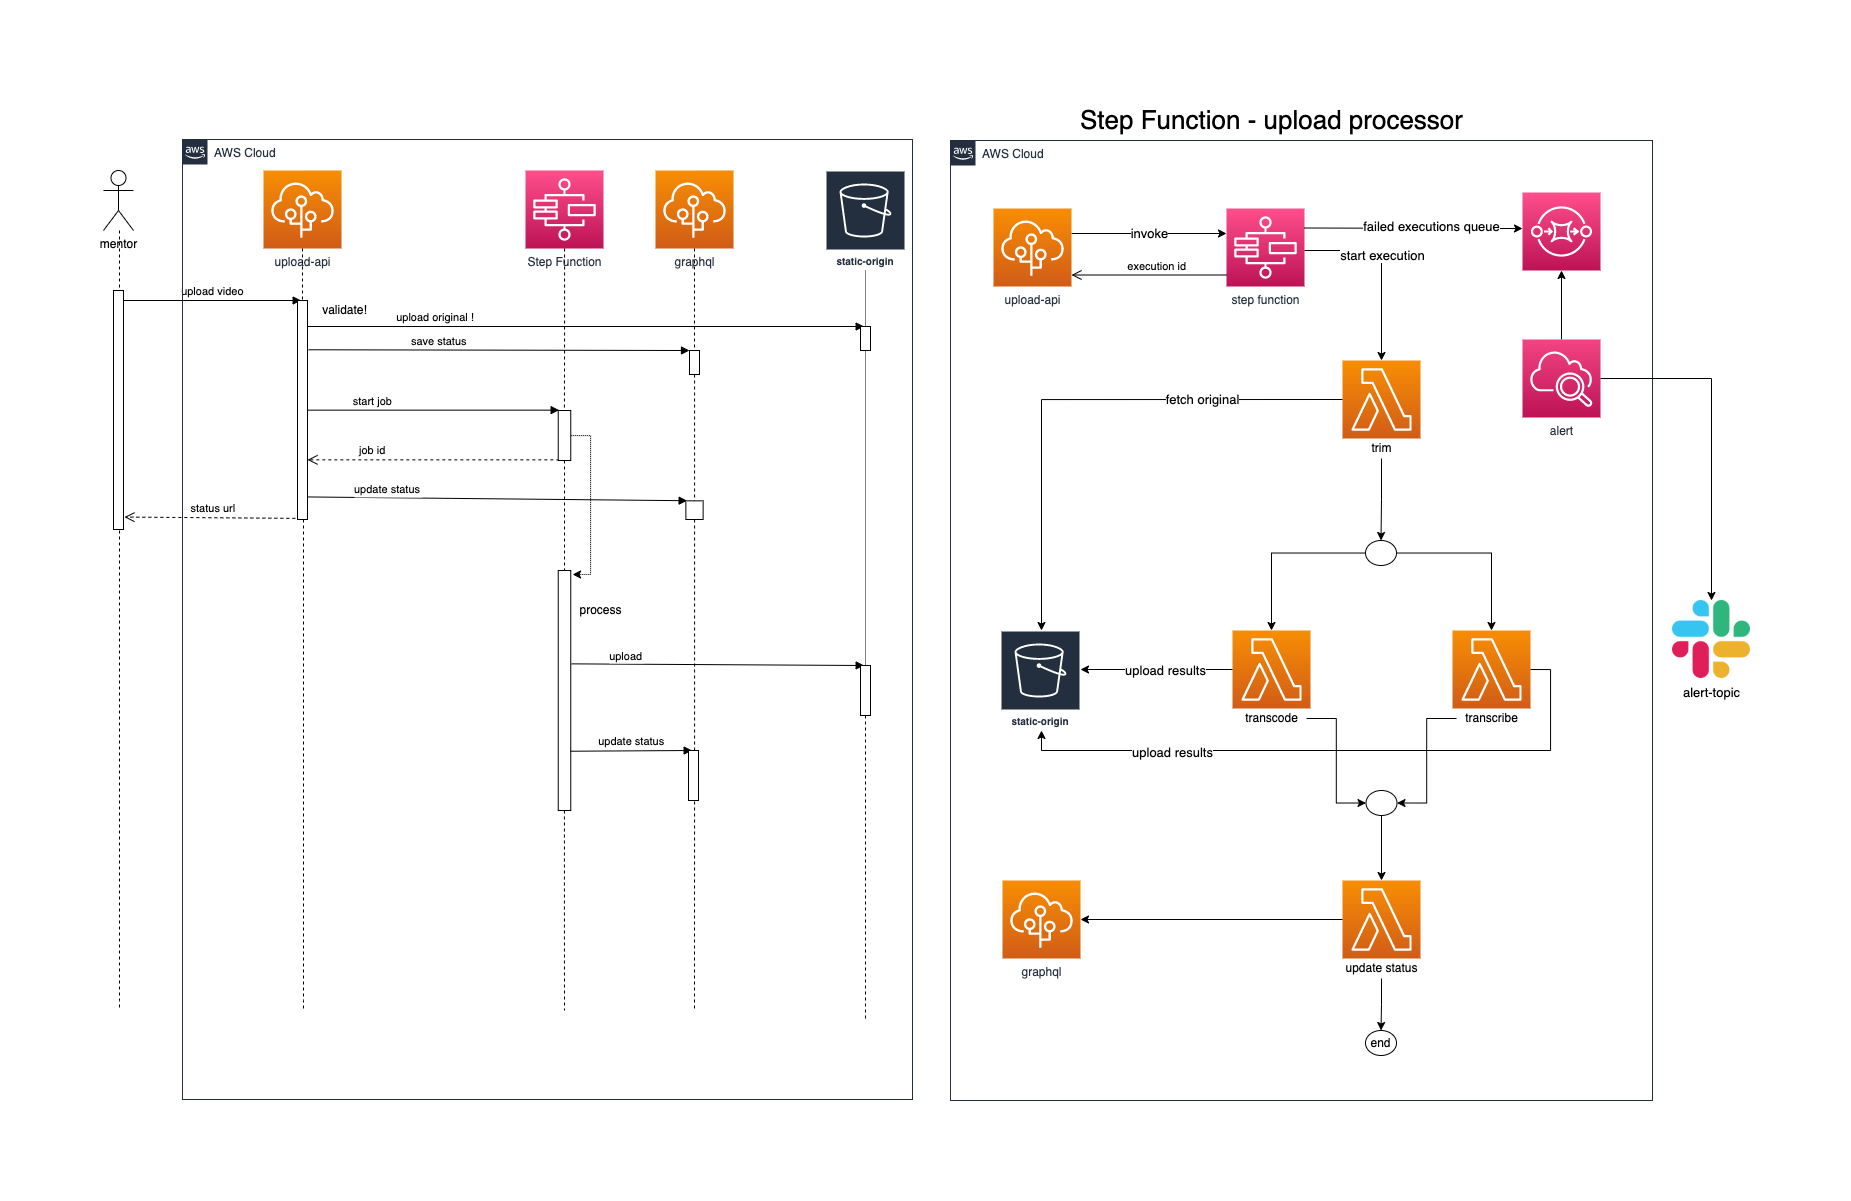 Step Function - upload processor
aws
AWS Cloud
mentor
upload-api
Step Function
graphql
static-origin
upload video
validate!
upload original !
save status
start job
job id
update status
status url
process
upload
update status
aws
AWS Cloud
upload-api
invoke
execution id
step function
failed executions queue
start execution
alert
fetch original
trim
static-origin
upload results
transcode
transcribe
upload results
alert-topic
graphql
update status
end